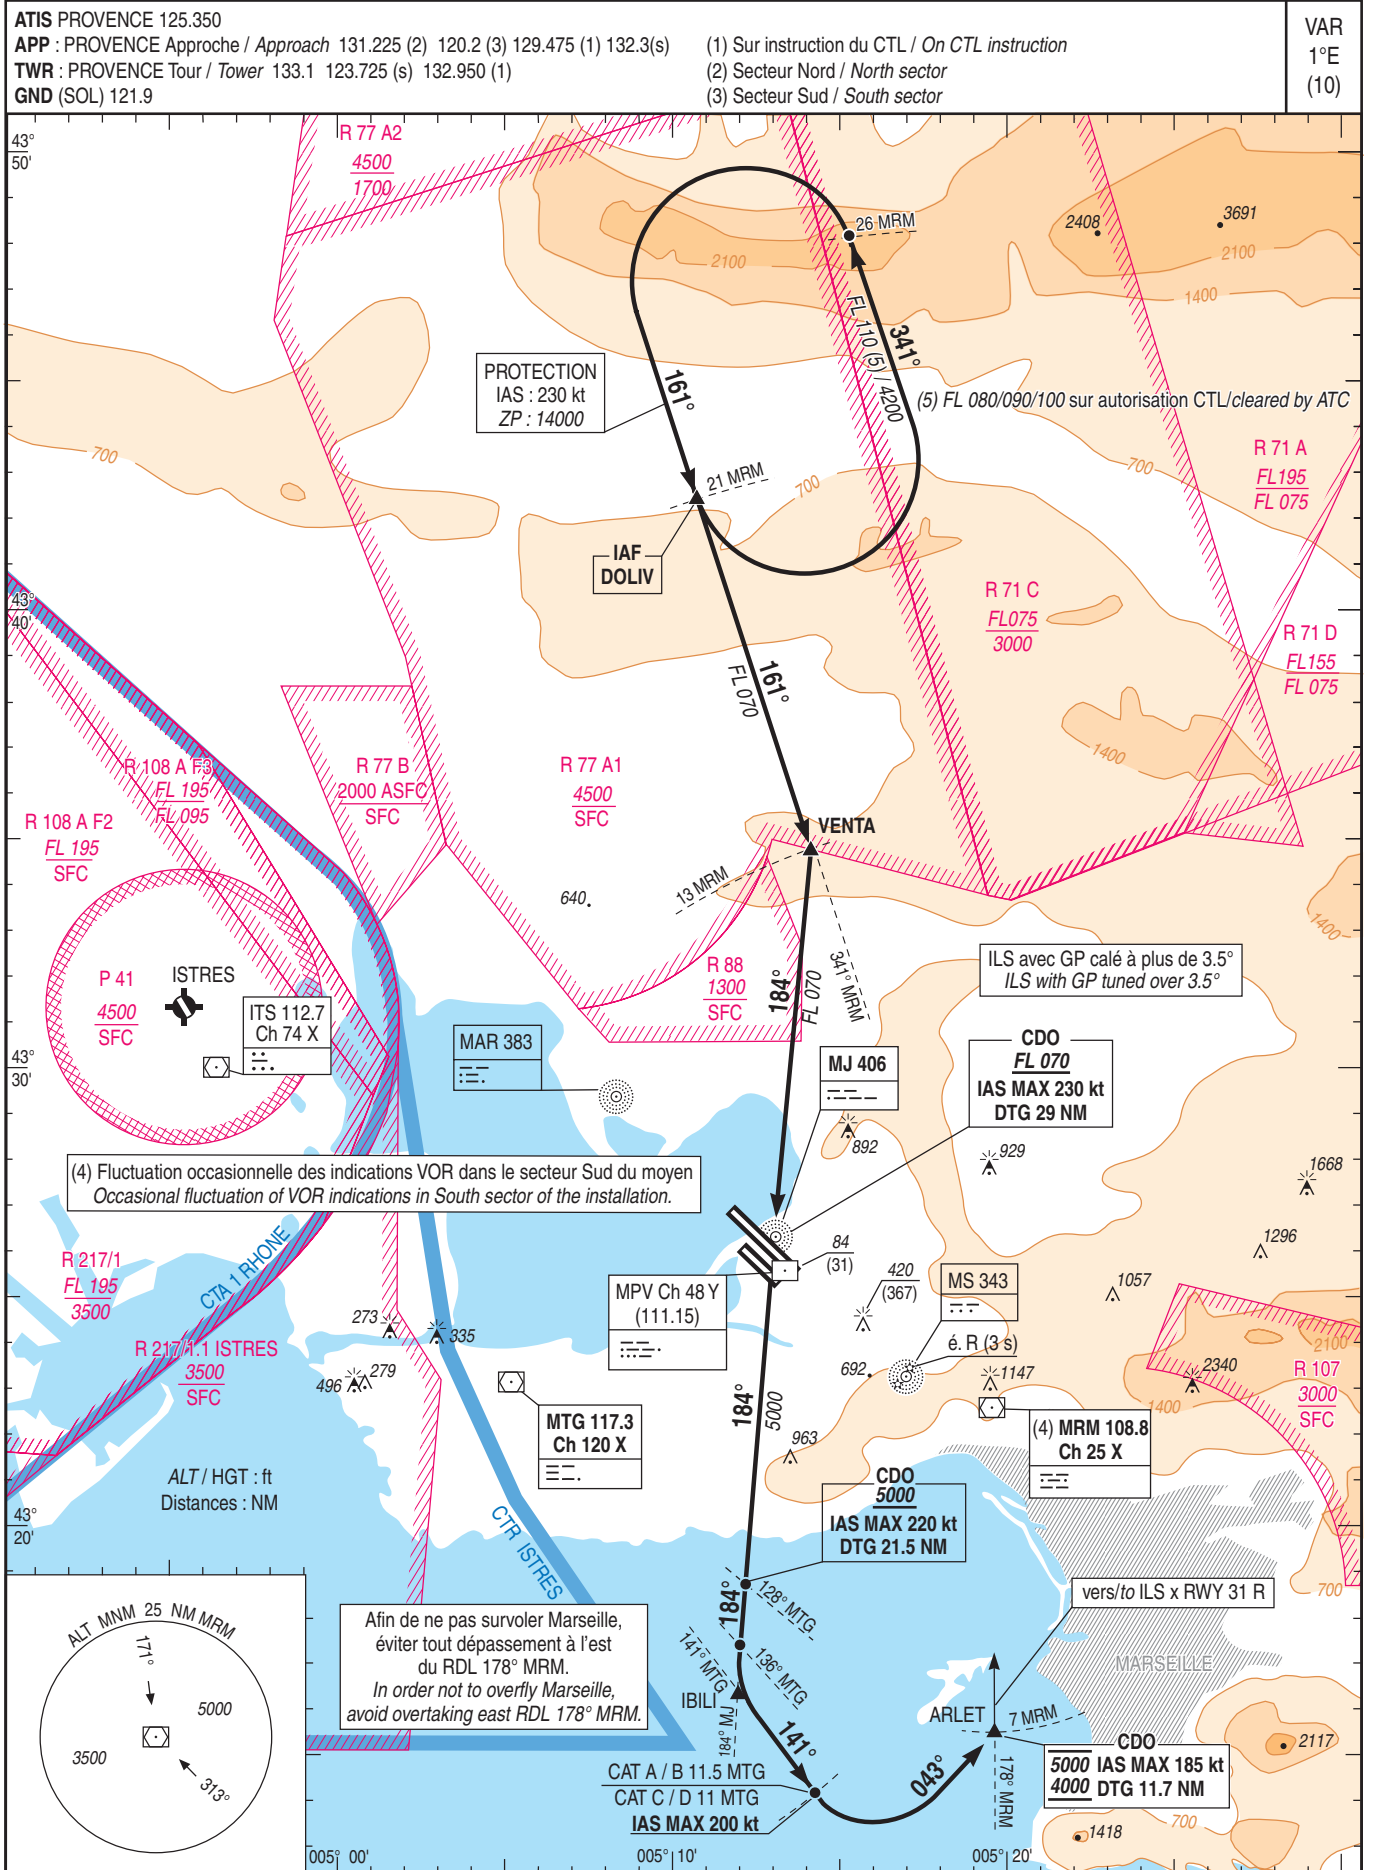 ATIS PROVENCE 125.350
APP : PROVENCE Approche / Approach 131.225 (2) 120.2 (3) 129.475 (1) 132.3(s)
TWR : PROVENCE Tour / Tower 133.1 123.725 (s) 132.950 (1)
GND (SOL) 121.9
(1) Sur instruction du CTL / On CTL instruction
(2) Secteur Nord / North sector
(3) Secteur Sud / South sector
VAR
1°E
(10)
43°
50'
R 77 A2
4500
1700
26 MRM
2408
3691
2100
2100
1400
FL 110 (5) / 4200
341°
PROTECTION
IAS : 230 kt
ZP : 14000
161°
(5) FL 080/090/100 sur autorisation CTL/cleared by ATC
700
700
700
R 71 A
FL195
FL 075
21 MRM
IAF
DOLIV
43°
40'
R 71 C
FL075
3000
R 71 D
FL155
FL 075
161°
FL 070
1400
R 108 A F3
FL 195
FL 095
R 77 B
2000 ASFC
SFC
R 77 A1
4500
SFC
R 108 A F2
FL 195
SFC
VENTA
13 MRM
640
1400
P 41
4500
SFC
ISTRES
R 88
1300
SFC
184°
FL 070
341° MRM
ILS avec GP calé à plus de 3.5°
ILS with GP tuned over 3.5°
ITS 112.7
Ch 74 X
MAR 383
MJ 406
CDO
FL 070
IAS MAX 230 kt
DTG 29 NM
43°
30'
892
929
1668
(4) Fluctuation occasionnelle des indications VOR dans le secteur Sud du moyen
Occasional fluctuation of VOR indications in South sector of the installation.
1296
R 217/1
FL 195
3500
CTA 1 RHONE
84
(31)
MPV Ch 48 Y
(111.15)
420
(367)
MS 343
1057
273
335
é. R (3 s)
2100
R 217/1.1 ISTRES
3500
SFC
279
496
692
1147
2340
R 107
3000
SFC
1400
184°
5000
MTG 117.3
Ch 120 X
963
(4) MRM 108.8
Ch 25 X
ALT / HGT : ft
Distances : NM
CDO
5000
IAS MAX 220 kt
DTG 21.5 NM
43°
20'
CTR ISTRES
700
184°
128° MTG
vers/to ILS x RWY 31 R
ALT MNM 25 NM MRM
171°
5000
3500
313°
Afin de ne pas survoler Marseille,
éviter tout dépassement à l'est
du RDL 178° MRM.
In order not to overfly Marseille,
avoid overtaking east RDL 178° MRM.
141° MTG
136° MTG
IBILI
184° MJ
MARSEILLE
ARLET
7 MRM
141°
043°
178° MRM
CDO
5000 IAS MAX 185 kt
4000 DTG 11.7 NM
2117
CAT A / B 11.5 MTG
CAT C / D 11 MTG
IAS MAX 200 kt
700
1418
005° 00'
005° 10'
005° 20'